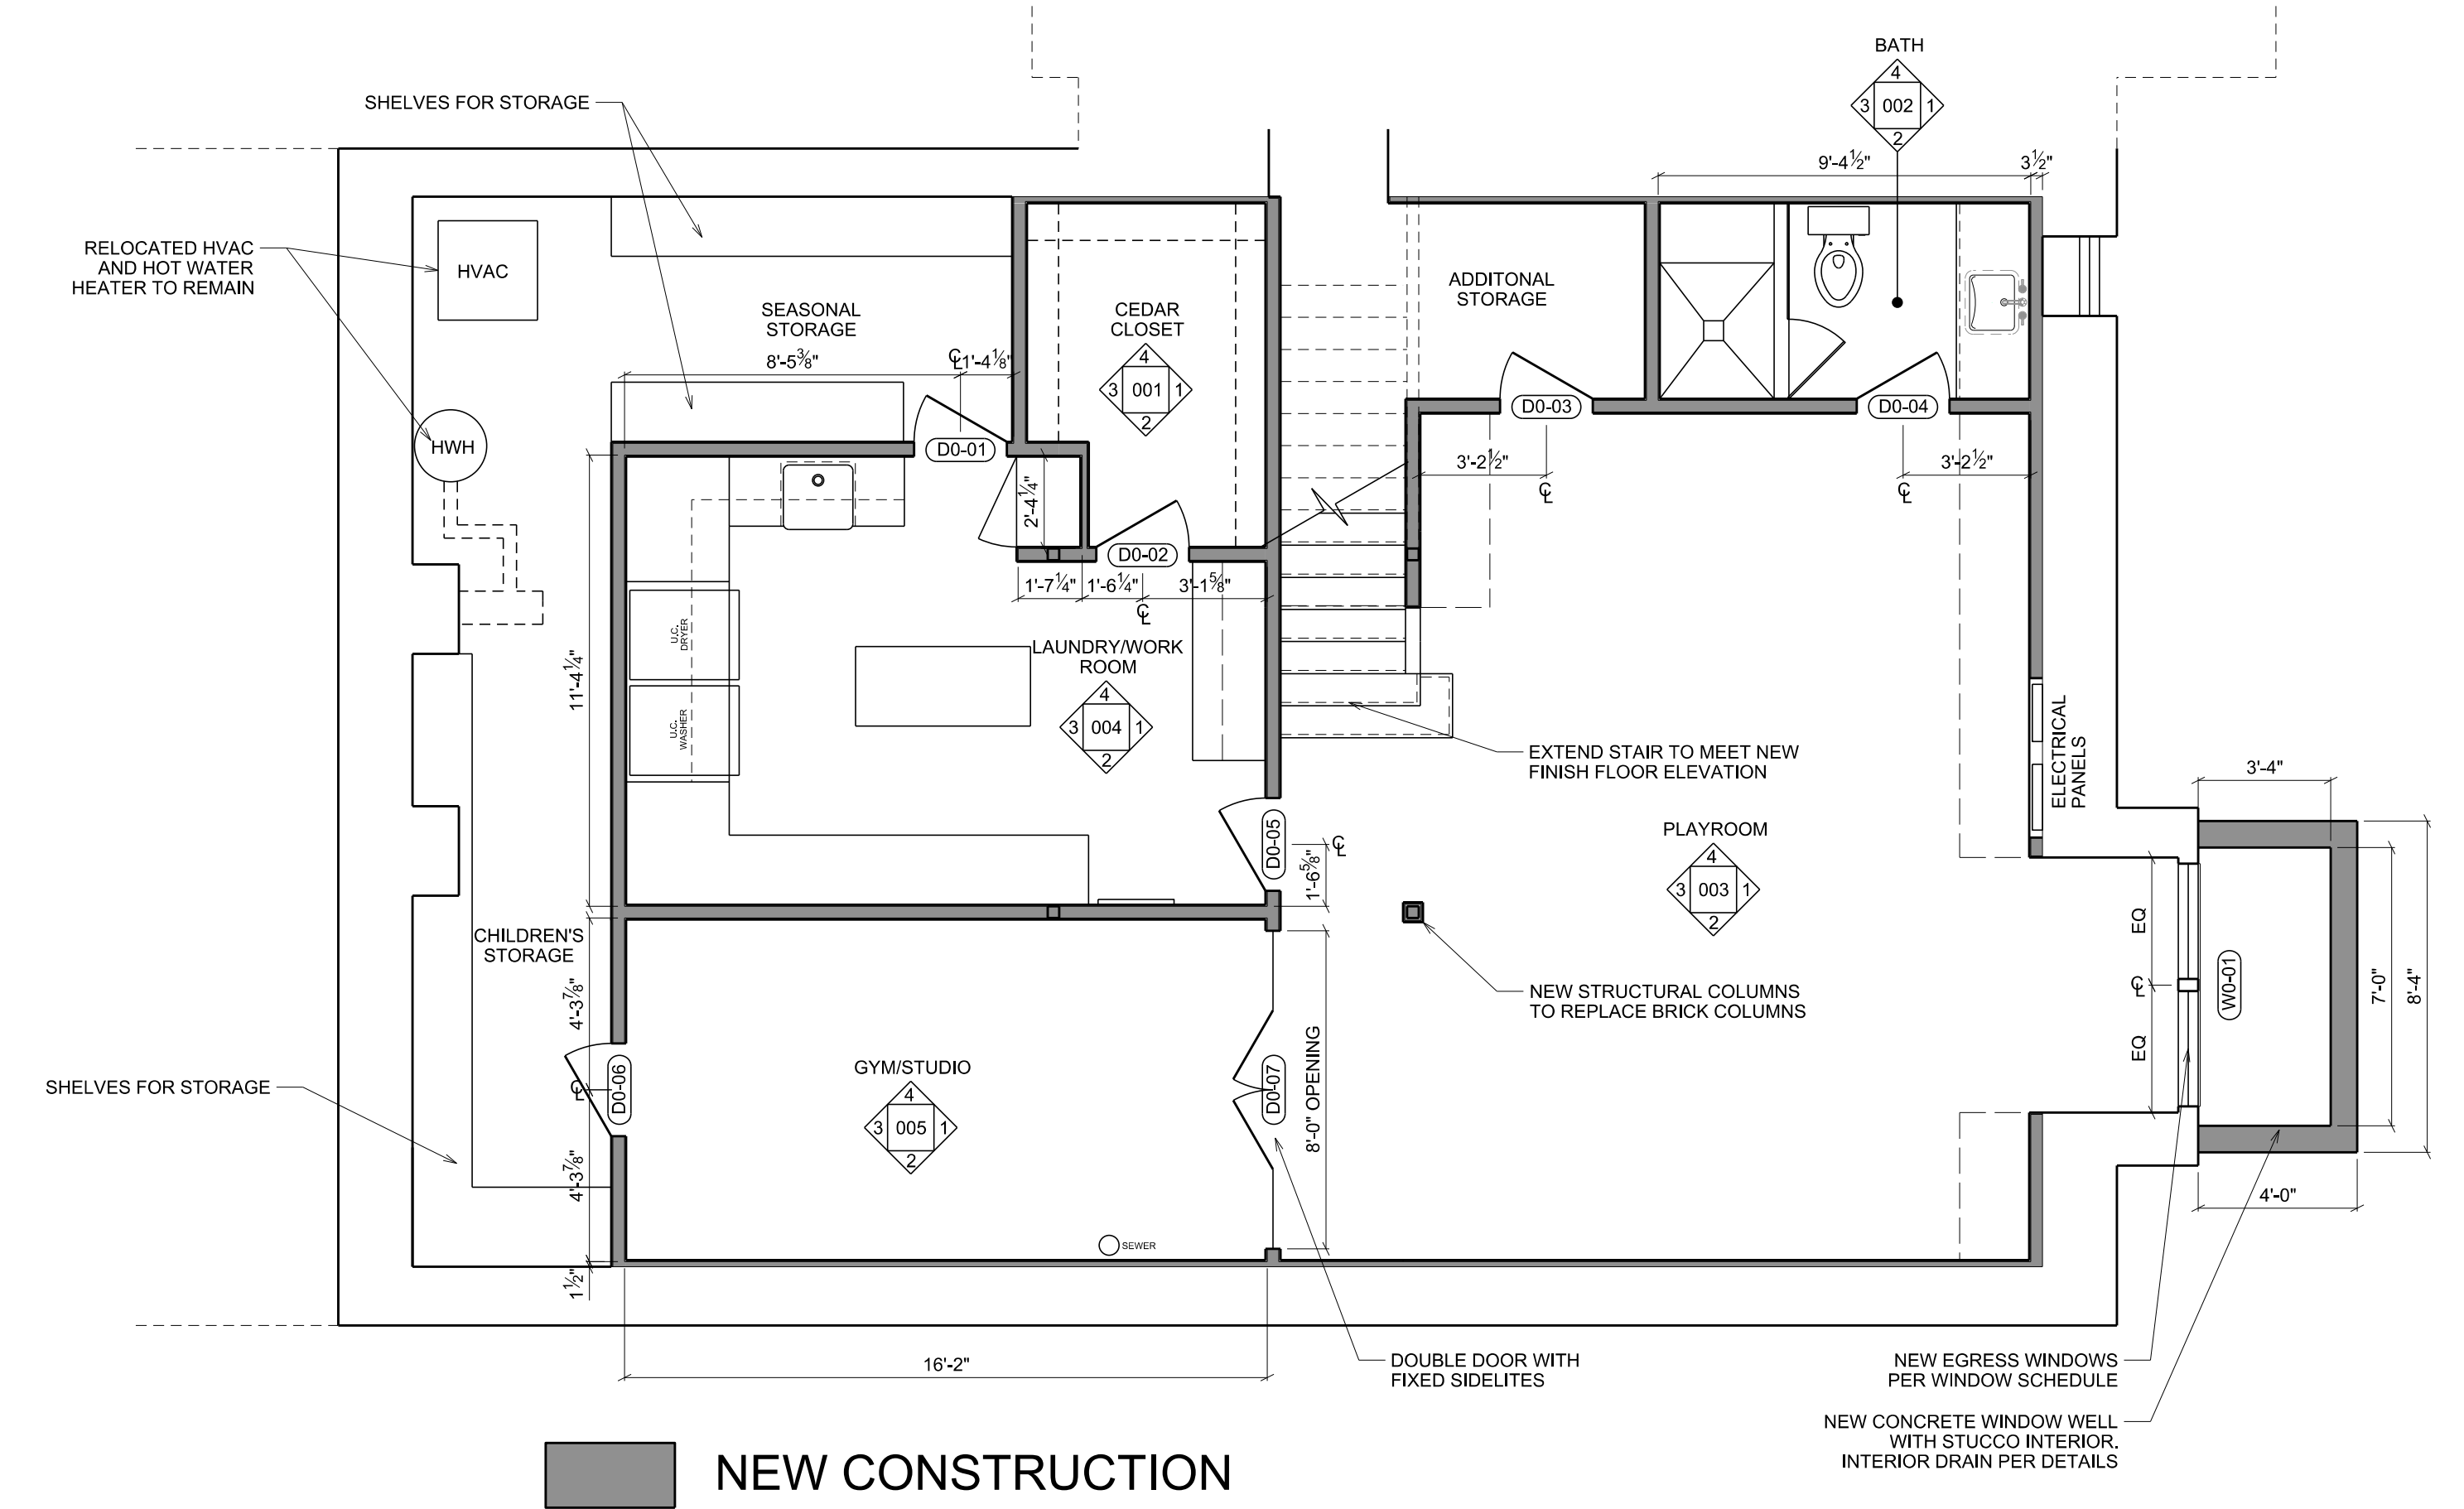 BATH
4
3 002 1
2
SHELVES FOR STORAGE
9'-4½" 3½"
RELOCATED HVAC
AND HOT WATER
HEATER TO REMAIN
HVAC
SEASONAL
STORAGE
8'-5⅜" ℄ 1'-4⅛"
CEDAR
CLOSET
4
3 001 1
2
ADDITONAL
STORAGE
HWH
D0-01
D0-03
D0-04
3'-2½"
℄
3'-2½"
℄
2'-4¼"
D0-02
1'-7¼" 1'-6¼" 3'-1⅝"
℄
U.C.
DRYER
U.C.
WASHER
11'-4¼"
LAUNDRY/WORK
ROOM
4
3 004 1
2
EXTEND STAIR TO MEET NEW
FINISH FLOOR ELEVATION
ELECTRICAL
PANELS
3'-4"
D0-05
℄
1'-6⅝"
PLAYROOM
4
3 003 1
2
CHILDREN'S
STORAGE
4'-3⅞"
NEW STRUCTURAL COLUMNS
TO REPLACE BRICK COLUMNS
EQ
℄
EQ
W0-01
7'-0"
8'-4"
SHELVES FOR STORAGE
℄
D0-06
GYM/STUDIO
4
3 005 1
2
D0-07
8'-0" OPENING
4'-3⅞"
4'-0"
SEWER
1½"
16'-2"
DOUBLE DOOR WITH
FIXED SIDELITES
NEW EGRESS WINDOWS
PER WINDOW SCHEDULE
NEW CONCRETE WINDOW WELL
WITH STUCCO INTERIOR.
INTERIOR DRAIN PER DETAILS
NEW CONSTRUCTION